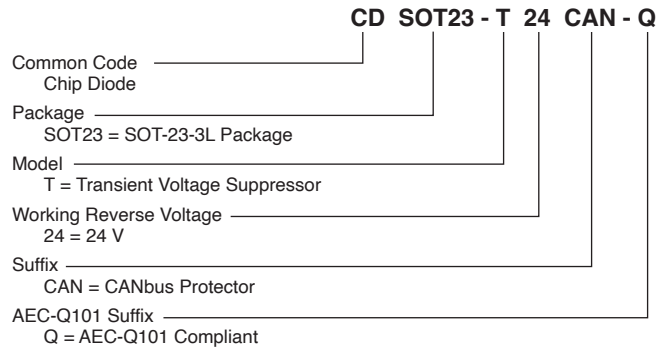 CD SOT23 - T 24 CAN - Q
Common Code
Chip Diode
Package
SOT23 = SOT-23-3L Package
Model
T = Transient Voltage Suppressor
Working Reverse Voltage
24 = 24 V
Suffix
CAN = CANbus Protector
AEC-Q101 Suffix
Q = AEC-Q101 Compliant